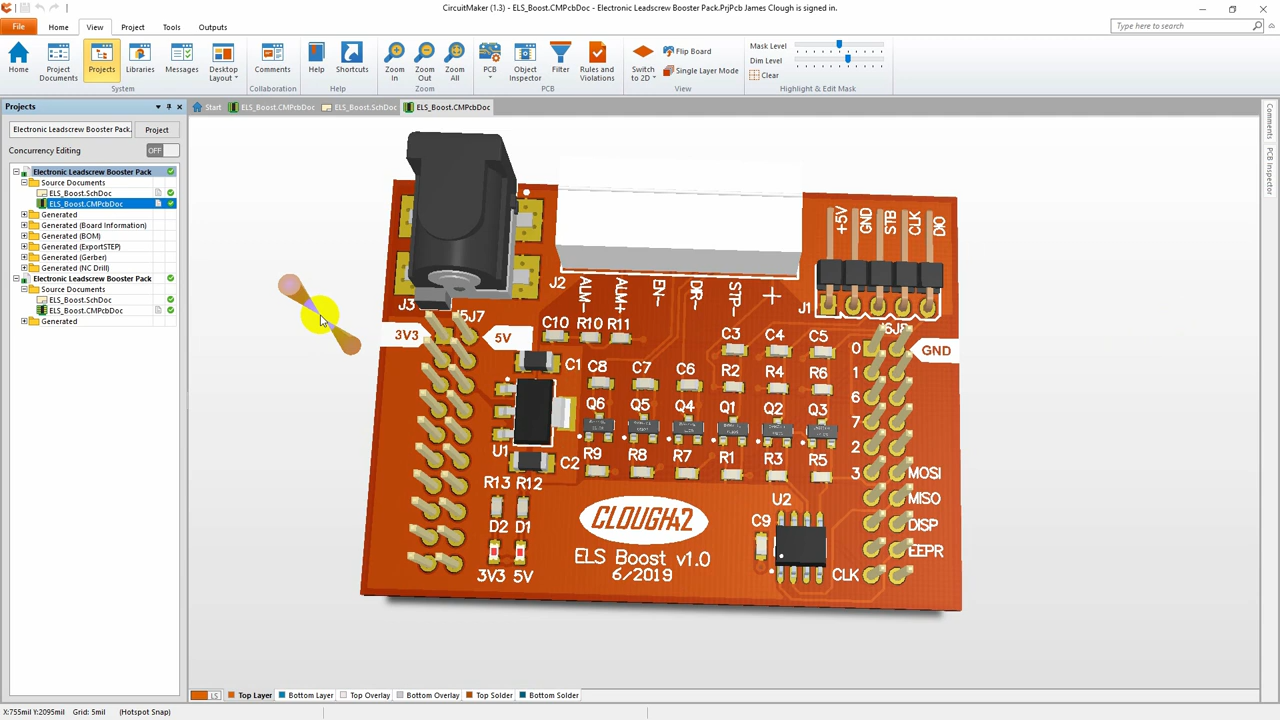 CircuitMaker (1.3) - ELS_Boost.CMPcbDoc - Electronic Leadscrew Booster Pack.PrjPcb James Clough is signed in.
File Home View Project Tools Outputs
Type here to search
Home Project Documents Projects Libraries Messages Desktop Layout Comments Help Shortcuts Zoom In Zoom Out Zoom All PCB Object Inspector Filter Rules and Violations Switch to 2D Flip Board Single Layer Mode Mask Level Dim Level Clear
System Collaboration Help Zoom PCB View Highlight & Edit Mask
Projects
Start ELS_Boost.CMPcbDoc ELS_Boost.SchDoc ELS_Boost.CMPcbDoc
Electronic Leadscrew Booster Pack. Project
Concurrency Editing OFF
Electronic Leadscrew Booster Pack
Source Documents
ELS_Boost.SchDoc
ELS_Boost.CMPcbDoc
Generated
Generated (Board Information)
Generated (BOM)
Generated (ExportSTEP)
Generated (Gerber)
Generated (NC Drill)
Electronic Leadscrew Booster Pack
Source Documents
ELS_Boost.SchDoc
ELS_Boost.CMPcbDoc
Generated
Comments
PCB Inspector
+5V GND STB CLK DIO
J2
ALM- ALM+ EN- DR- STP- +
J3 J1
J5J7 J6J8
3V3 5V
C10 R10 R11
C3 C4 C5
0 GND
C1 C8 C7 C6 R2 R4 R6
1
Q6 Q5 Q4 Q1 Q2 Q3
6
7
U1 C2 R9 R8 R7 R1 R3 R5
2
3 MOSI
R13 R12 U2
MISO
D2 D1 CLOUGH42 C9
DISP
ELS Boost v1.0
EEPR
3V3 5V 6/2019 CLK
LS Top Layer Bottom Layer Top Overlay Bottom Overlay Top Solder Bottom Solder
X:755mil Y:2095mil Grid: 5mil (Hotspot Snap)